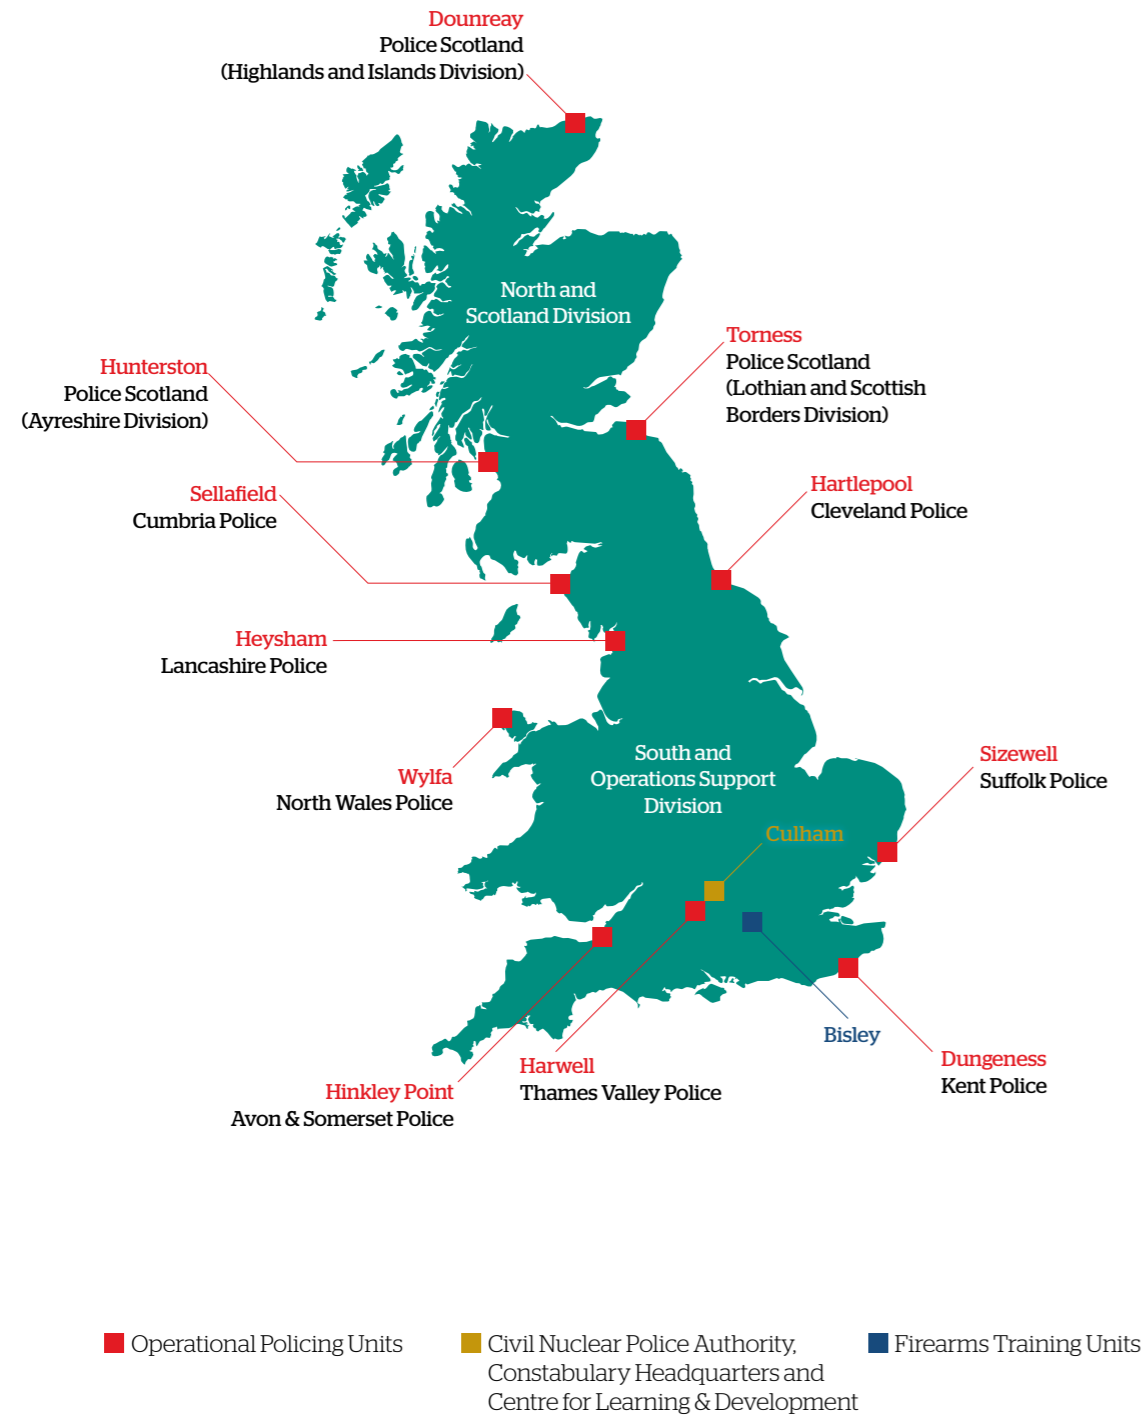 Dounreay
Police Scotland
(Highlands and Islands Division)
North and
Scotland Division
Torness
Police Scotland
(Lothian and Scottish
Borders Division)
Hunterston
Police Scotland
(Ayreshire Division)
Hartlepool
Cleveland Police
Sellafield
Cumbria Police
Heysham
Lancashire Police
South and
Operations Support
Division
Sizewell
Suffolk Police
Wylfa
North Wales Police
Culham
Bisley
Dungeness
Kent Police
Harwell
Thames Valley Police
Hinkley Point
Avon & Somerset Police
Operational Policing Units
Civil Nuclear Police Authority,
Constabulary Headquarters and
Centre for Learning & Development
Firearms Training Units